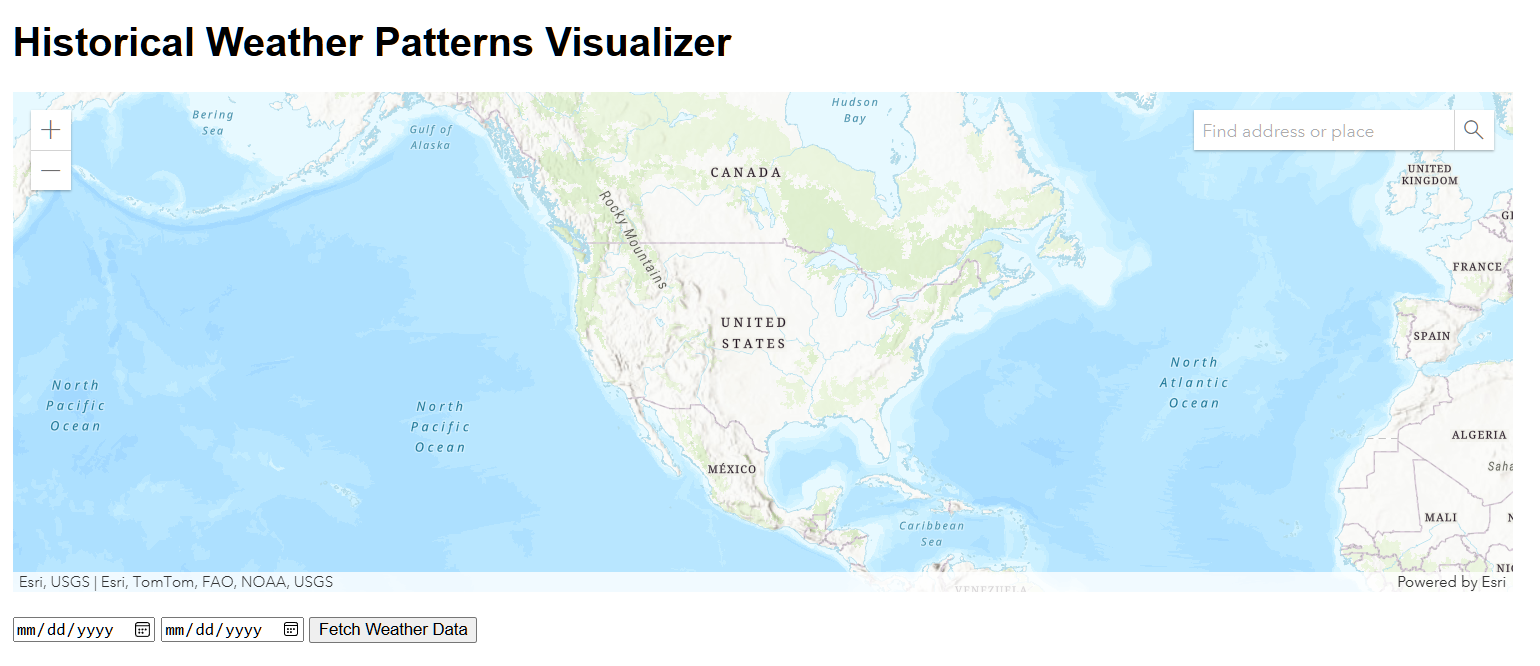 Historical Weather Patterns Visualizer
Bering
Sea
Gulf of
Alaska
Hudson
Bay
Find address or place
CANADA
UNITED
KINGDOM
Rocky Mountains
FRANCE
UNITED
STATES
SPAIN
North
Pacific
Ocean
North
Pacific
Ocean
North
Atlantic
Ocean
ALGERIA
MÉXICO
MALI
Caribbean
Sea
VENEZUELA
Esri, USGS | Esri, TomTom, FAO, NOAA, USGS
Powered by Esri
mm/dd/yyyy
mm/dd/yyyy
Fetch Weather Data